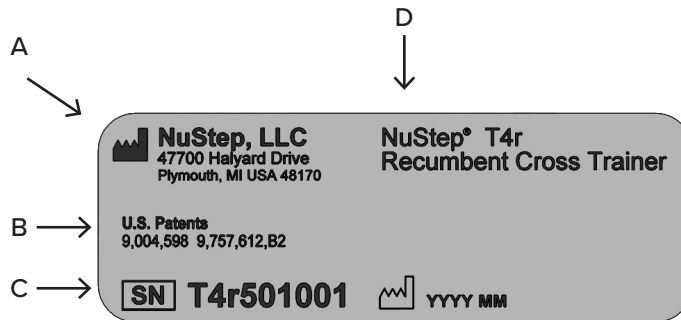 D
A
NuStep, LLC
47700 Halyard Drive
Plymouth, MI USA 48170
NuStep® T4r
Recumbent Cross Trainer
B
U.S. Patents
9,004,598 9,757,612,B2
C
SN T4r501001
YYYY MM